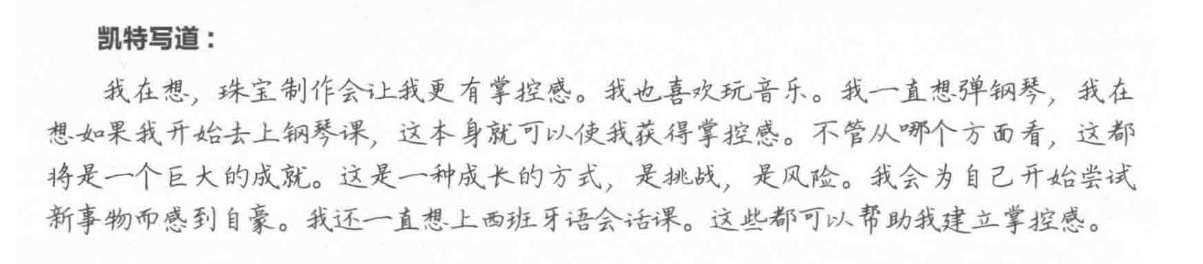 凯特写道：
我在想，珠宝制作会让我更有掌控感。我也喜欢玩音乐。我一直想弹钢琴，我在
想如果我开始去上钢琴课，这本身就可以使我获得掌控感。不管从哪个方面看，这都
将是一个巨大的成就。这是一种成长的方式，是挑战，是风险。我会为自己开始尝试
新事物而感到自豪。我还一直想上西班牙语会话课。这些都可以帮助我建立掌控感。